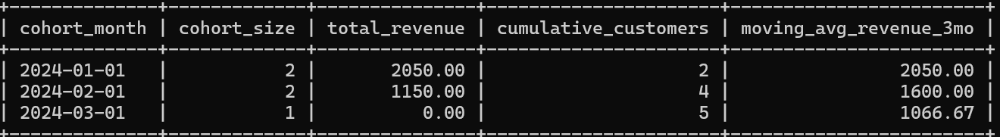 +--------------+-------------+---------------+----------------------+------------------------+
| cohort_month | cohort_size | total_revenue | cumulative_customers | moving_avg_revenue_3mo |
+--------------+-------------+---------------+----------------------+------------------------+
| 2024-01-01   |           2 |       2050.00 |                    2 |                2050.00 |
| 2024-02-01   |           2 |       1150.00 |                    4 |                1600.00 |
| 2024-03-01   |           1 |          0.00 |                    5 |                1066.67 |
+--------------+-------------+---------------+----------------------+------------------------+